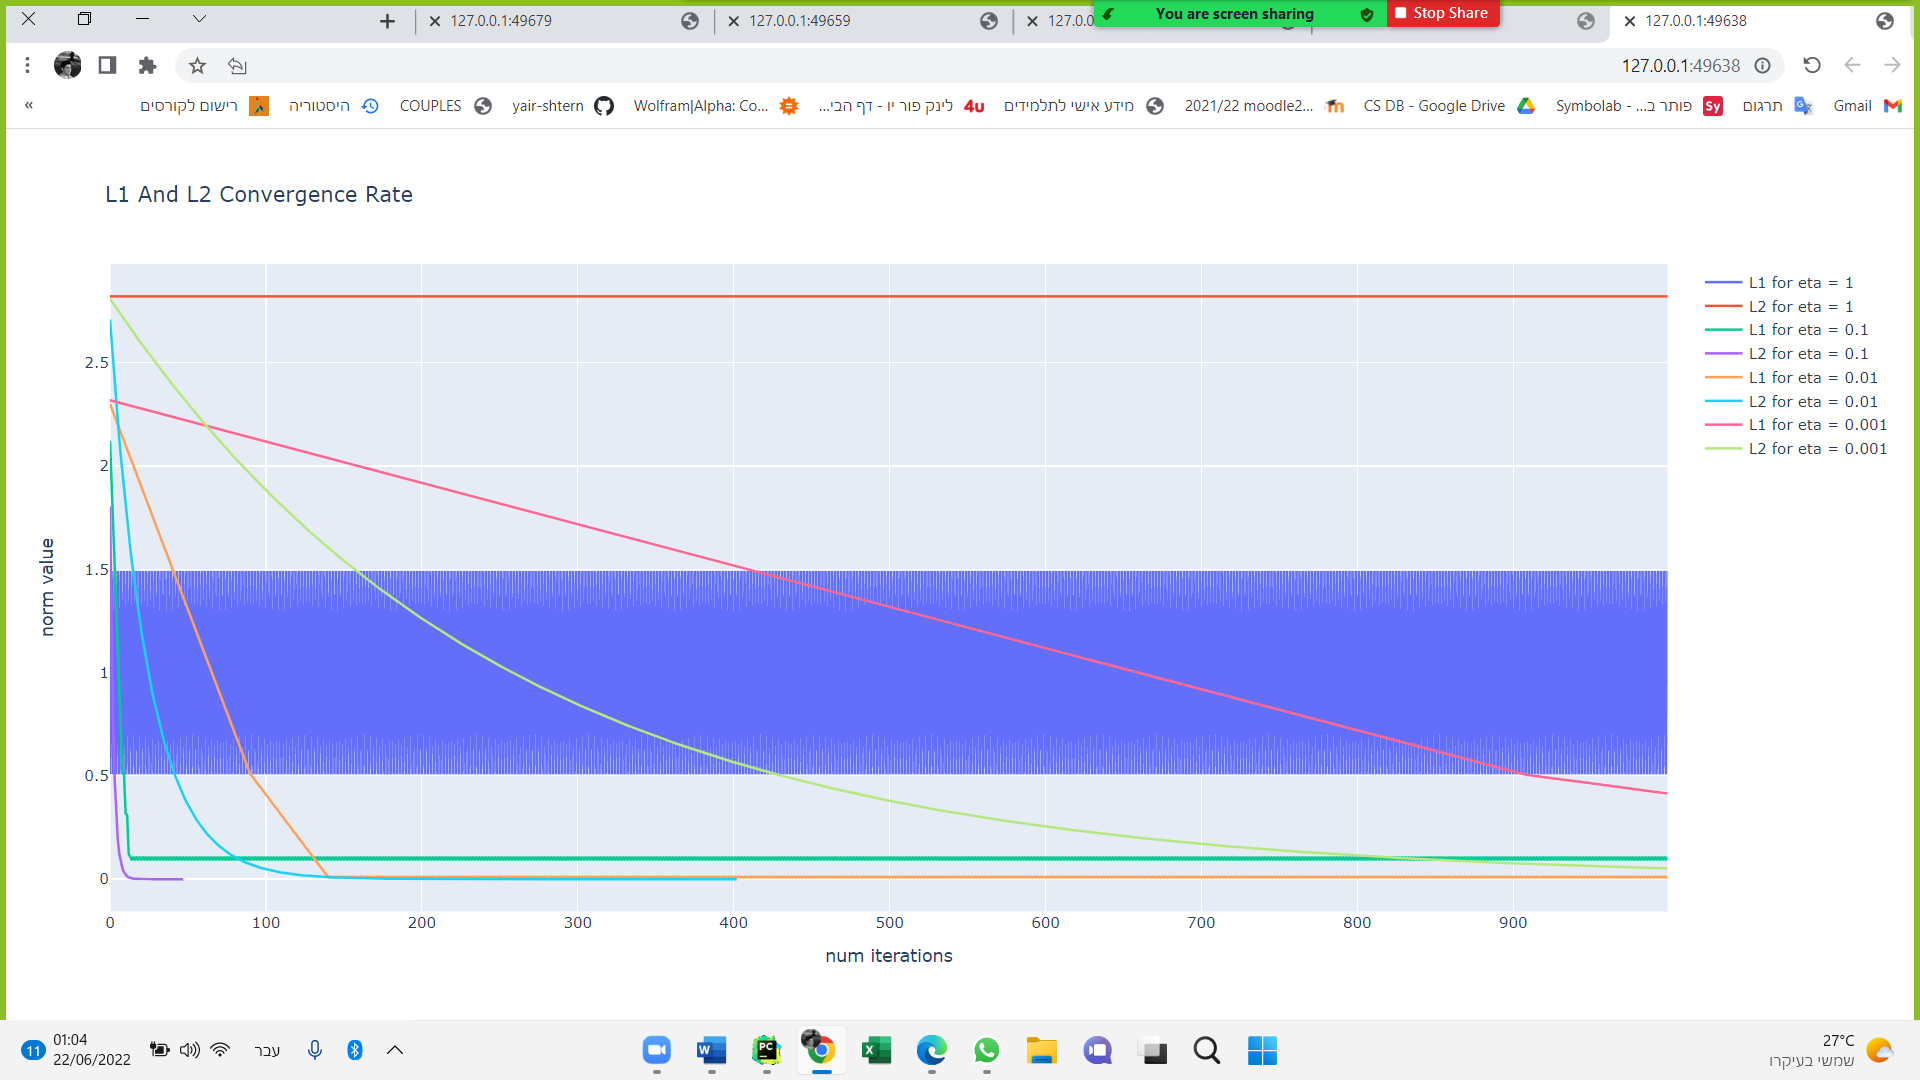 127.0.0.1:49679
127.0.0.1:49659
127.0.0
You are screen sharing
Stop Share
127.0.0.1:49638
127.0.0.1:49638
«
רישום לקורסים
היסטוריה
COUPLES
yair-shtern
Wolfram|Alpha: Co...
לינק פור יו - דף הבי...
4u
מידע אישי לתלמידים
2021/22 moodle2...
CS DB - Google Drive
Symbolab - פותר ב...
Sy
תרגום
Gmail
L1 And L2 Convergence Rate
L1 for eta = 1
L2 for eta = 1
L1 for eta = 0.1
L2 for eta = 0.1
L1 for eta = 0.01
L2 for eta = 0.01
L1 for eta = 0.001
L2 for eta = 0.001
2.5
2
1.5
1
0.5
0
norm value
0 100 200 300 400 500 600 700 800 900
num iterations
11
01:04
22/06/2022
עבר
27°C
שמשי בעיקרו